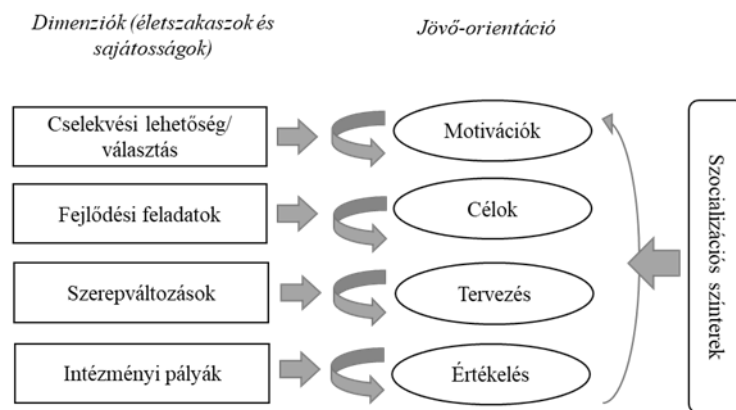 Dimenziók (életszakaszok és
sajátosságok)
Jövő-orientáció
Cselekvési lehetőség/
választás
Motivációk
Fejlődési feladatok
Célok
Szerepváltozások
Tervezés
Intézményi pályák
Értékelés
Szocializációs színterek